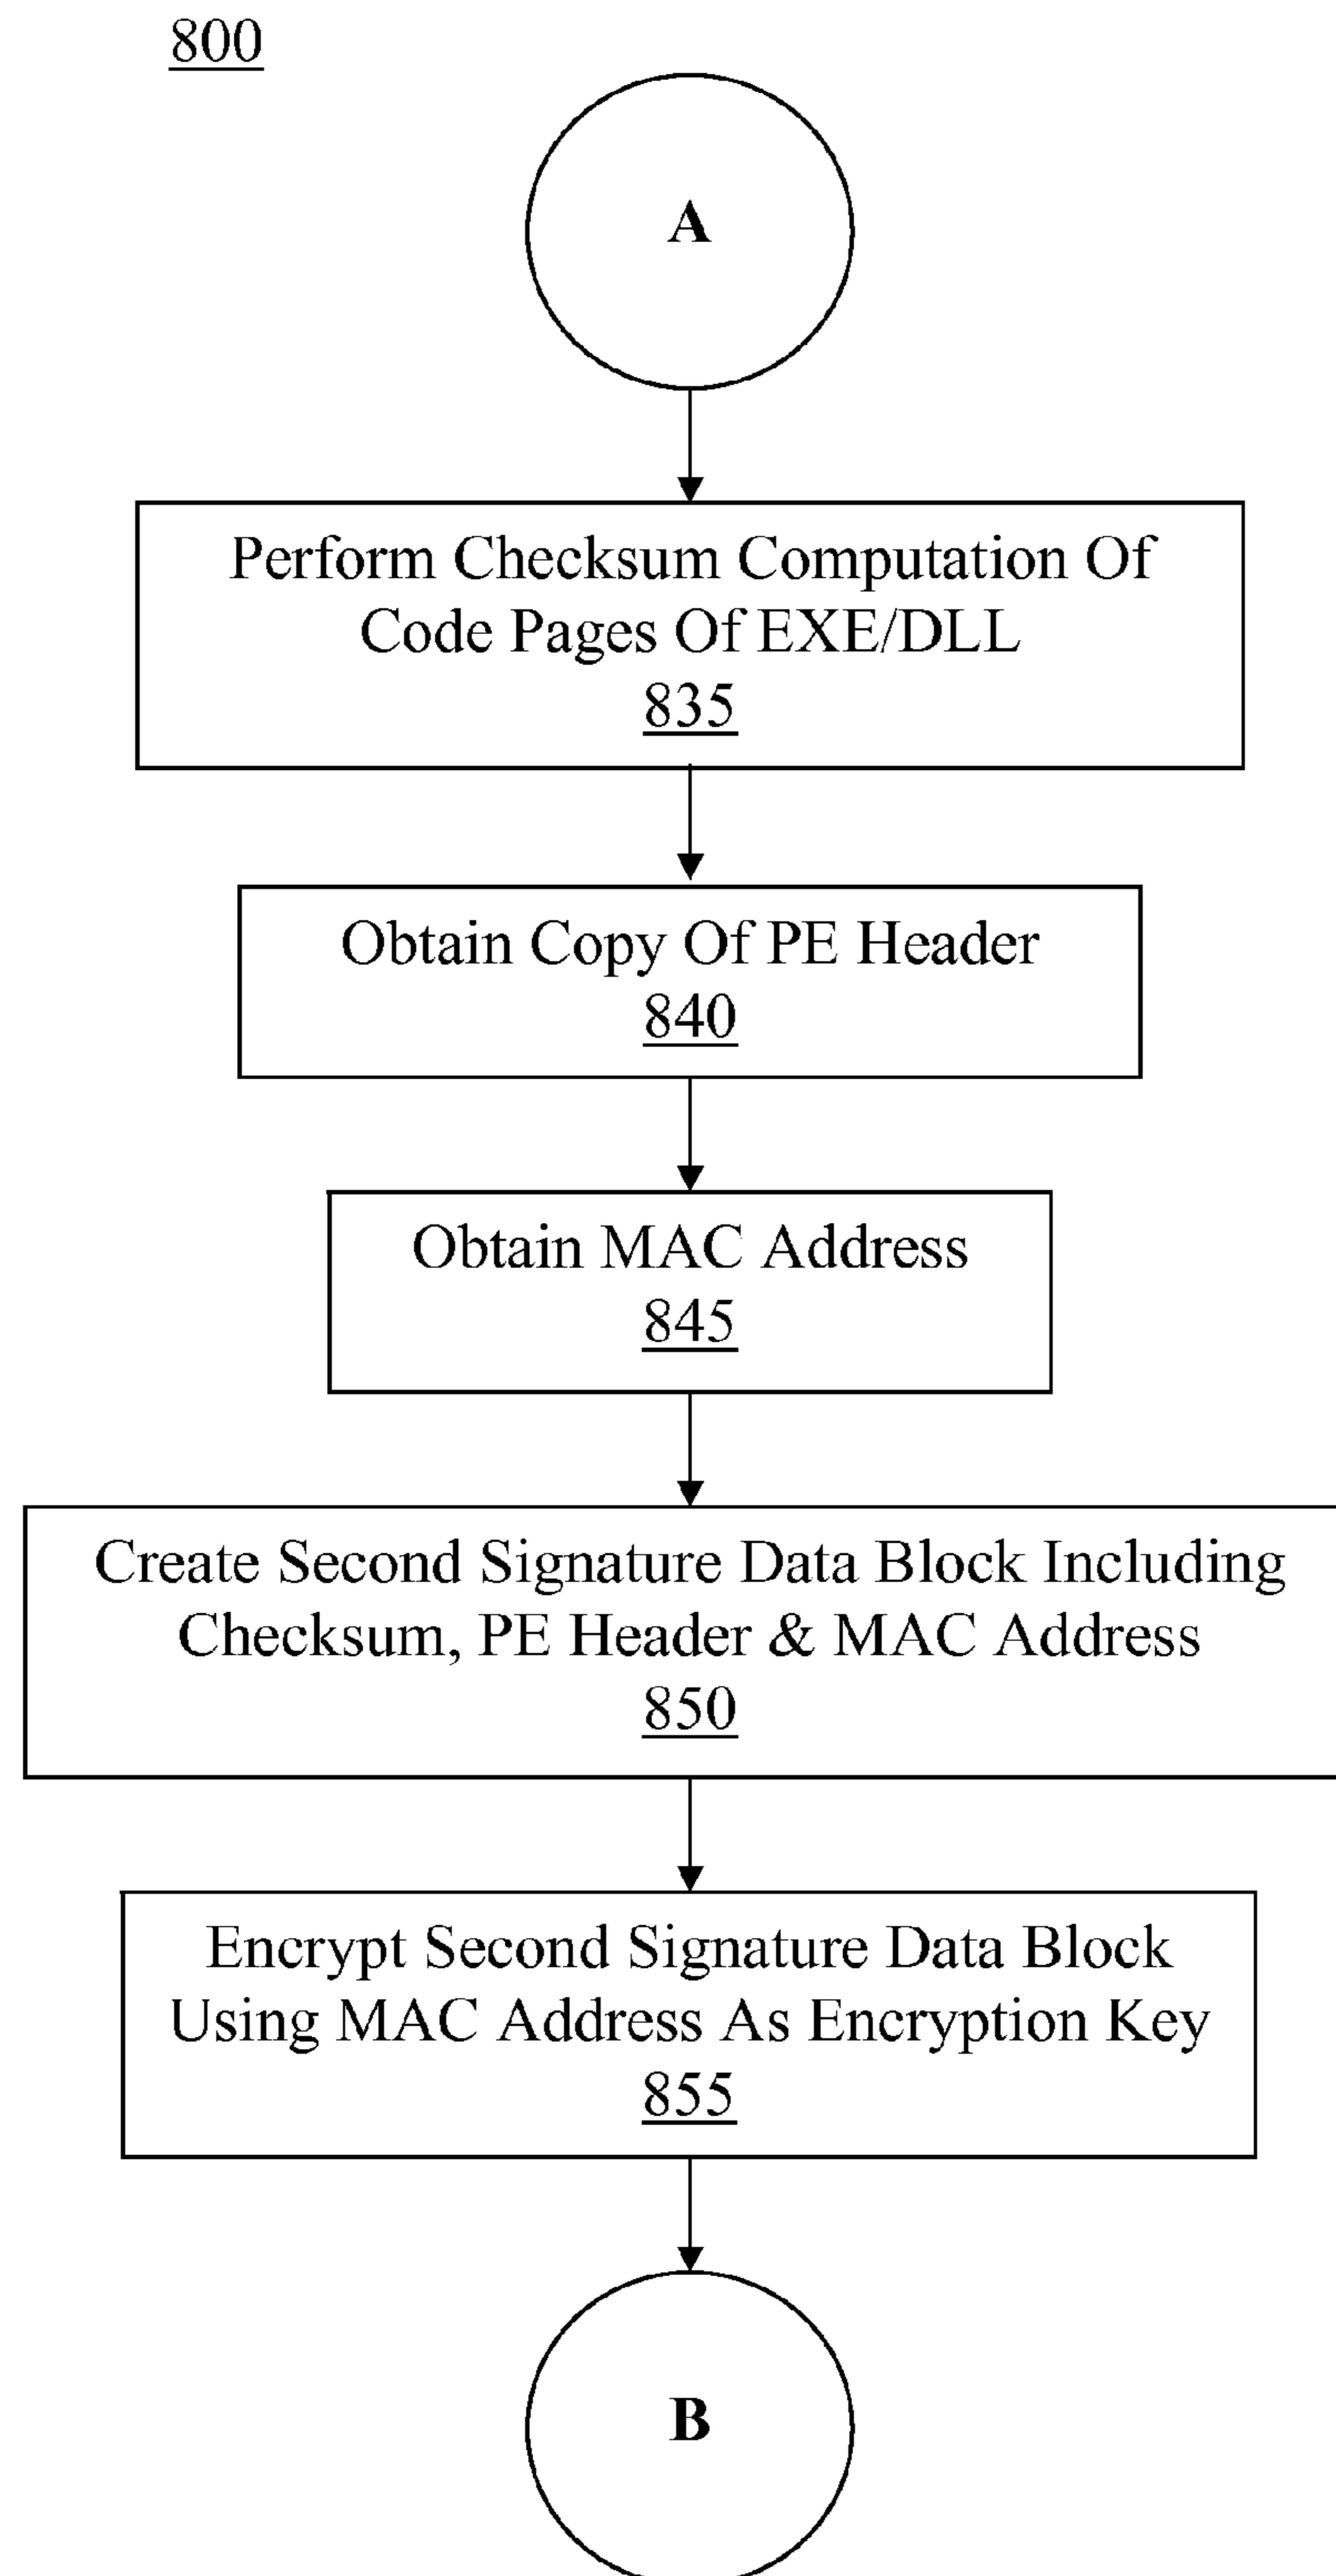 800
A
Perform Checksum Computation Of
Code Pages Of EXE/DLL
835
Obtain Copy Of PE Header
840
Obtain MAC Address
845
Create Second Signature Data Block Including
Checksum, PE Header & MAC Address
850
Encrypt Second Signature Data Block
Using MAC Address As Encryption Key
855
B